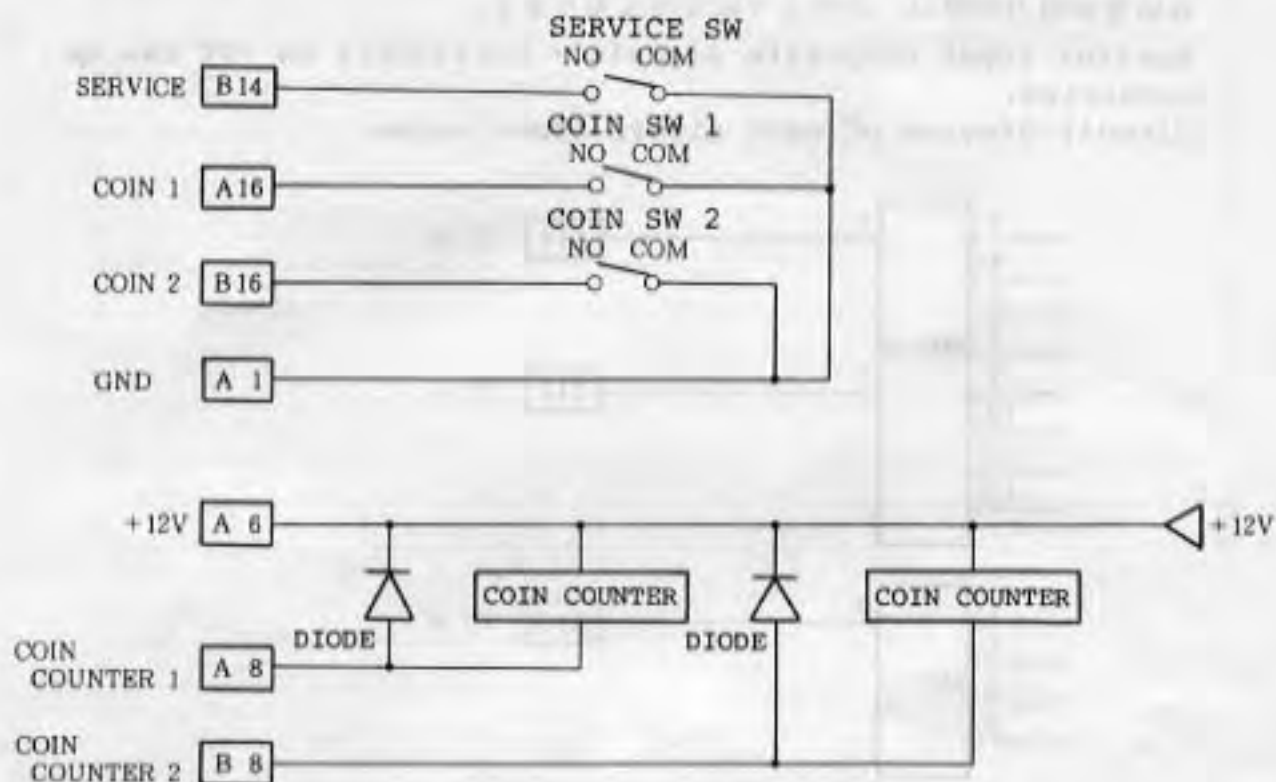 SERVICE SW
NO COM
SERVICE B14
COIN SW 1
NO COM
COIN 1 A16
COIN SW 2
NO COM
COIN 2 B16
GND A 1
+12V A 6 +12V
COIN COUNTER COIN COUNTER
DIODE DIODE
COIN
COUNTER 1 A 8
COIN
COUNTER 2 B 8